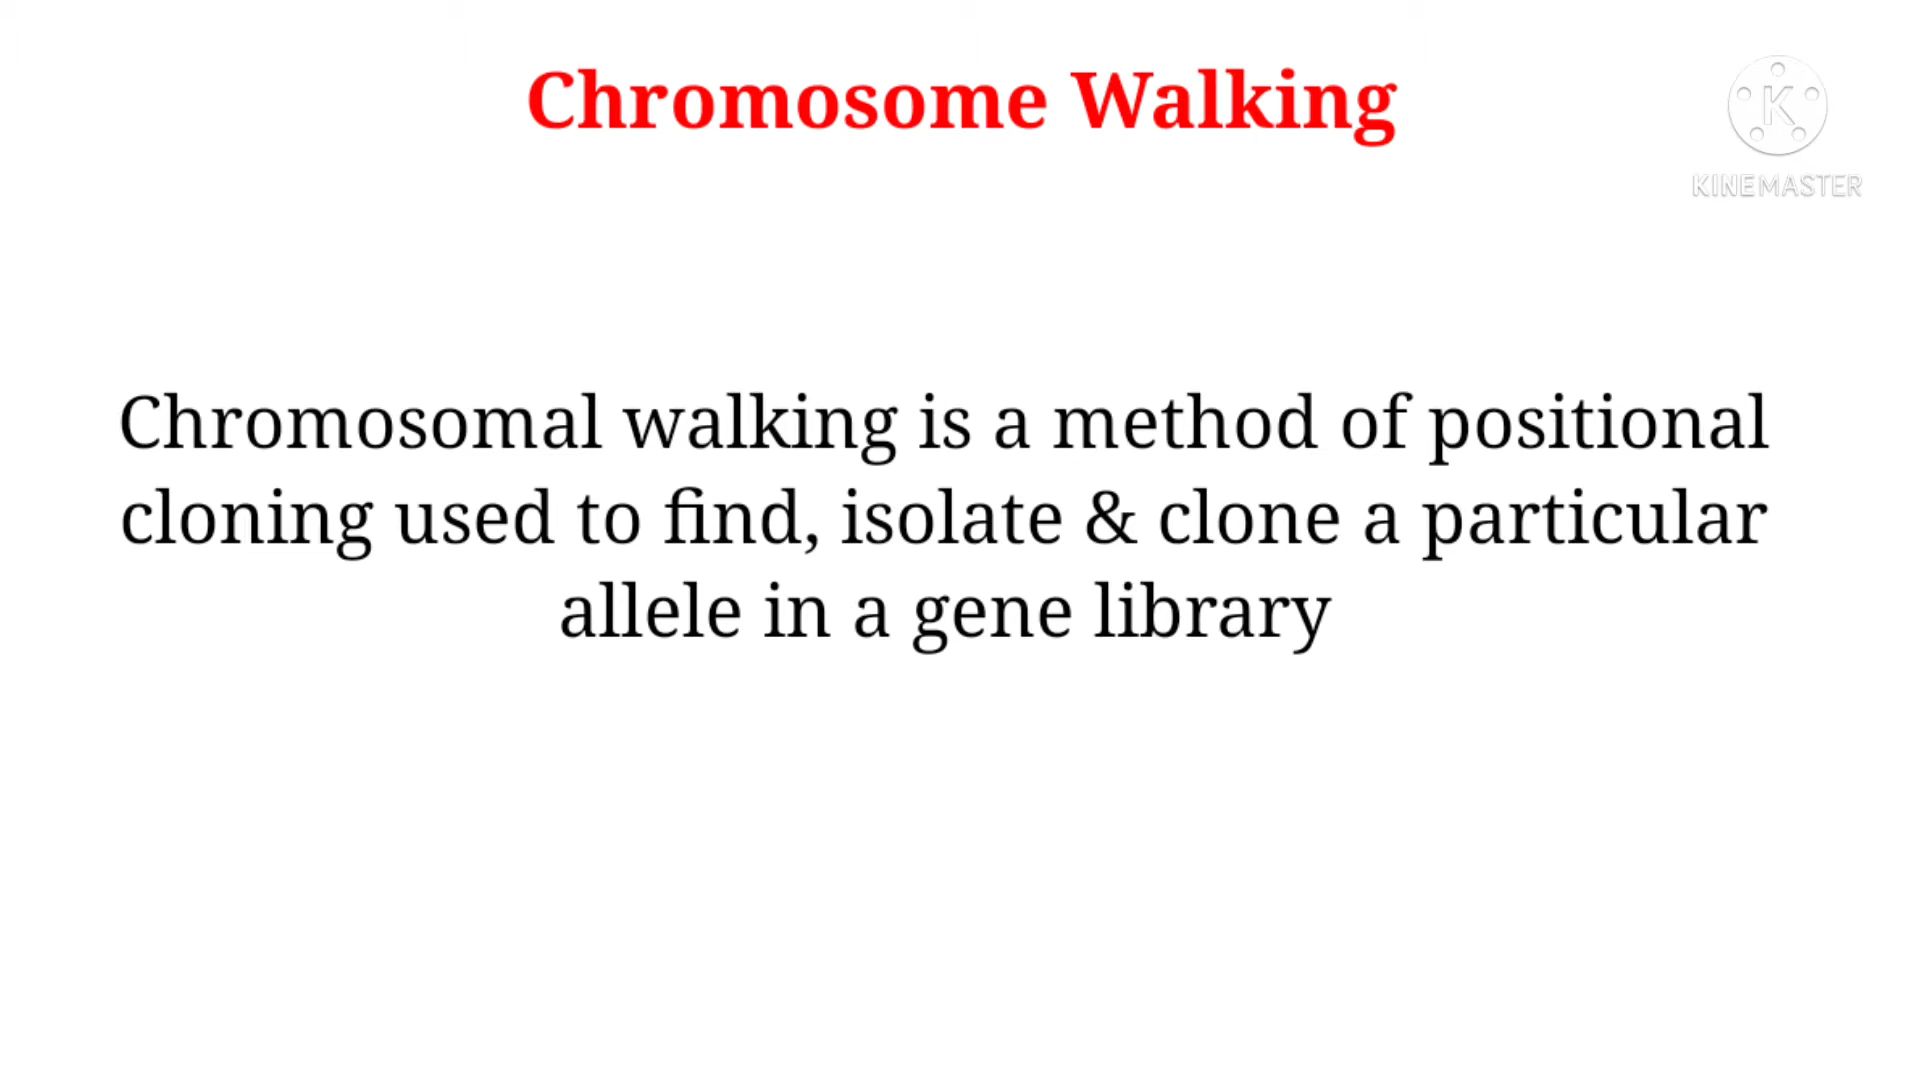 Chromosome Walking
K
KINEMASTER
Chromosomal walking is a method of positional
cloning used to find, isolate & clone a particular
allele in a gene library